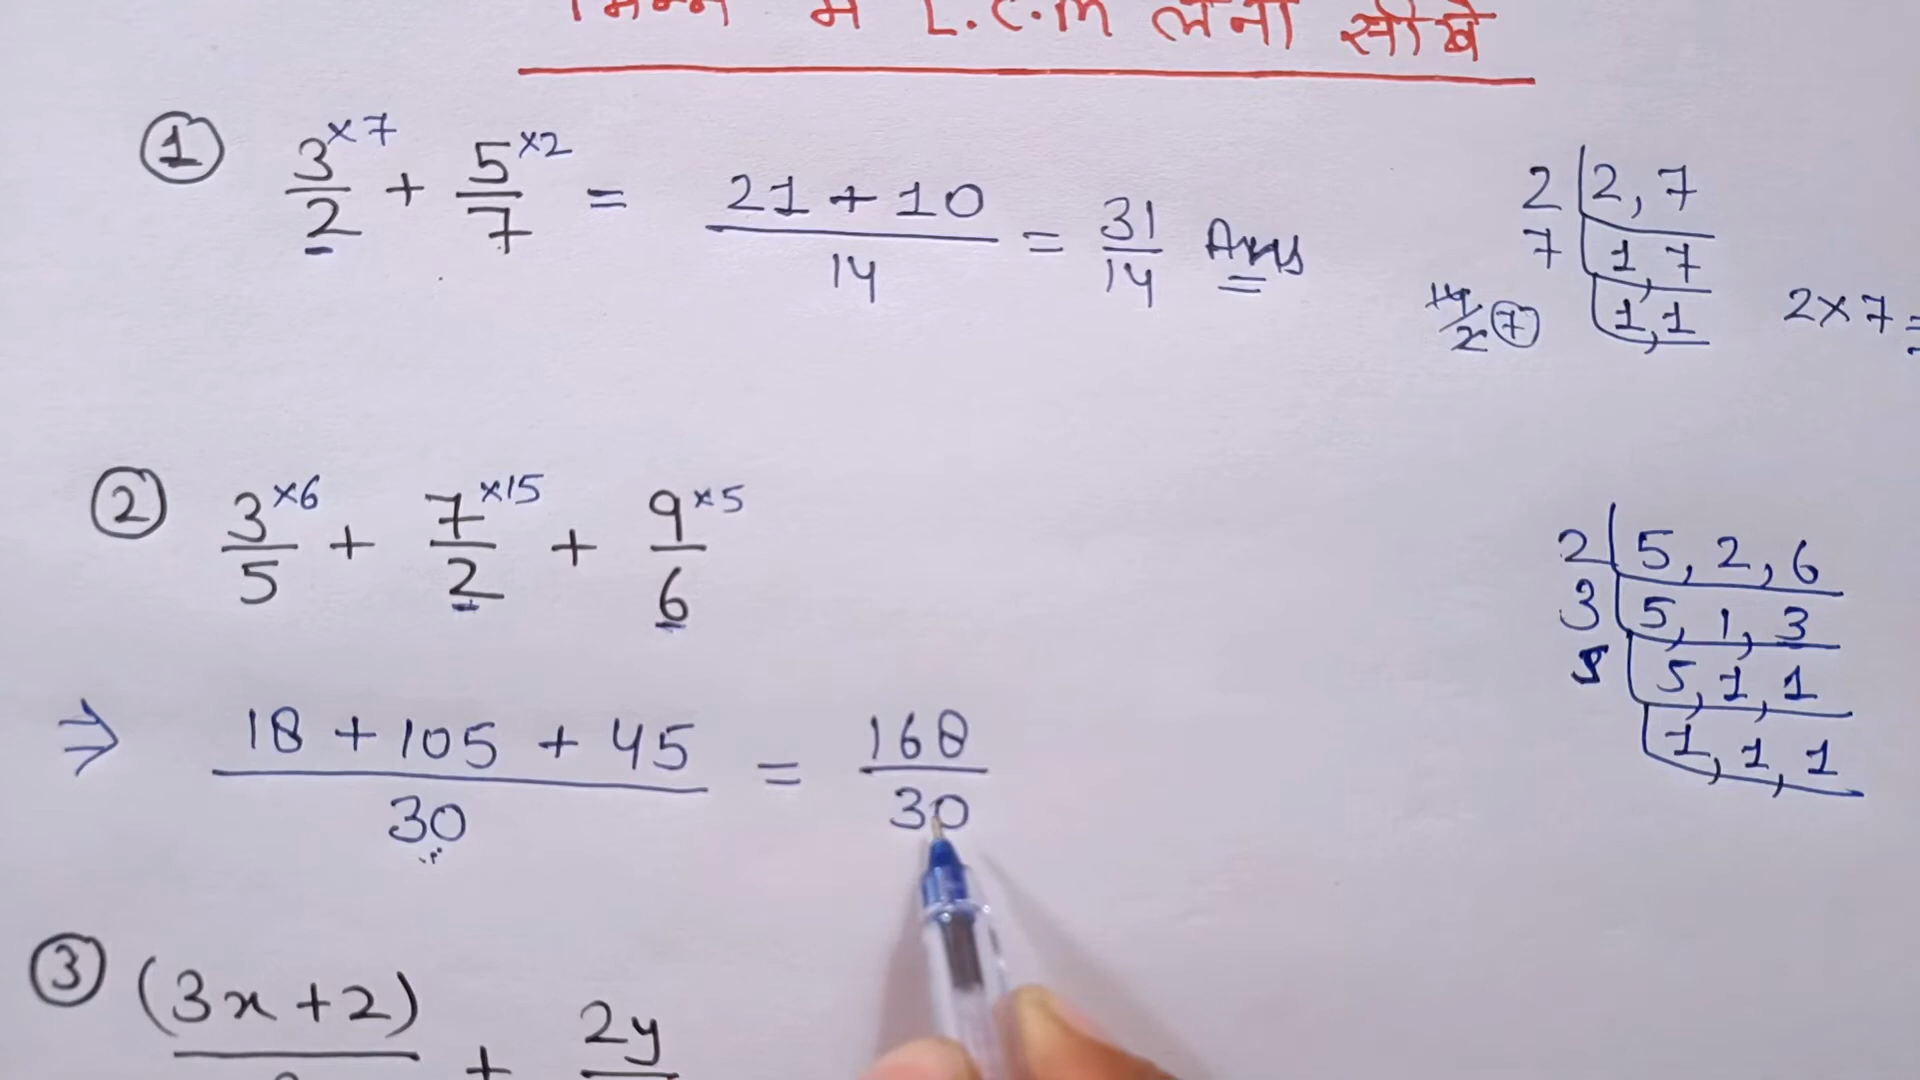 भिन्न में L.C.M लेना सीखें
① 3/2 ×7 + 5/7 ×2 = 21 + 10 / 14 = 31/14 Ans
2 | 2, 7
7 | 1, 7
1, 1
14/2 ⑦
2 × 7 =
② 3/5 ×6 + 7/2 ×15 + 9/6 ×5
2 | 5, 2, 6
3 | 5, 1, 3
5 | 5, 1, 1
1, 1, 1
⇒ 18 + 105 + 45 / 30 = 168/30
③ (3x + 2) + 2y